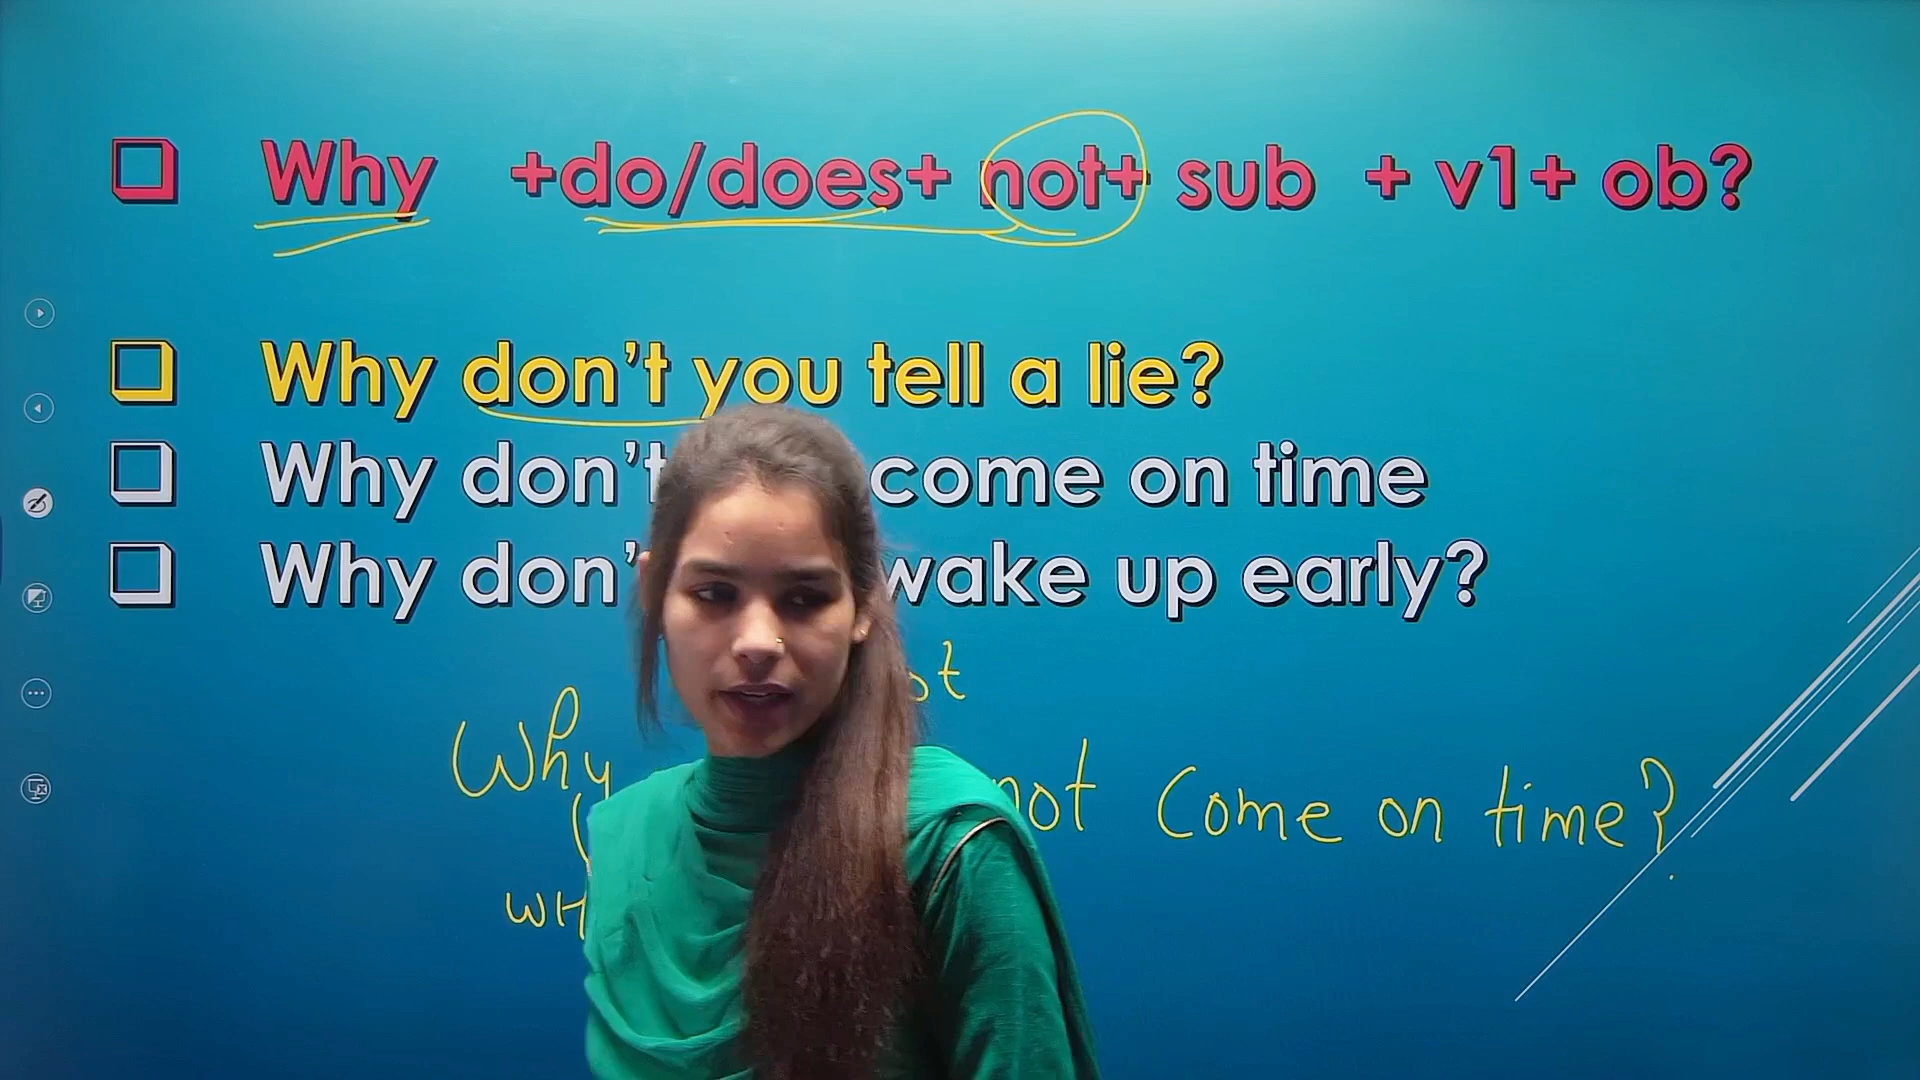 Why +do/does+ not+ sub + v1+ ob?
Why don't you tell a lie?
Why don't come on time
Why don' wake up early?
Why not come on time?